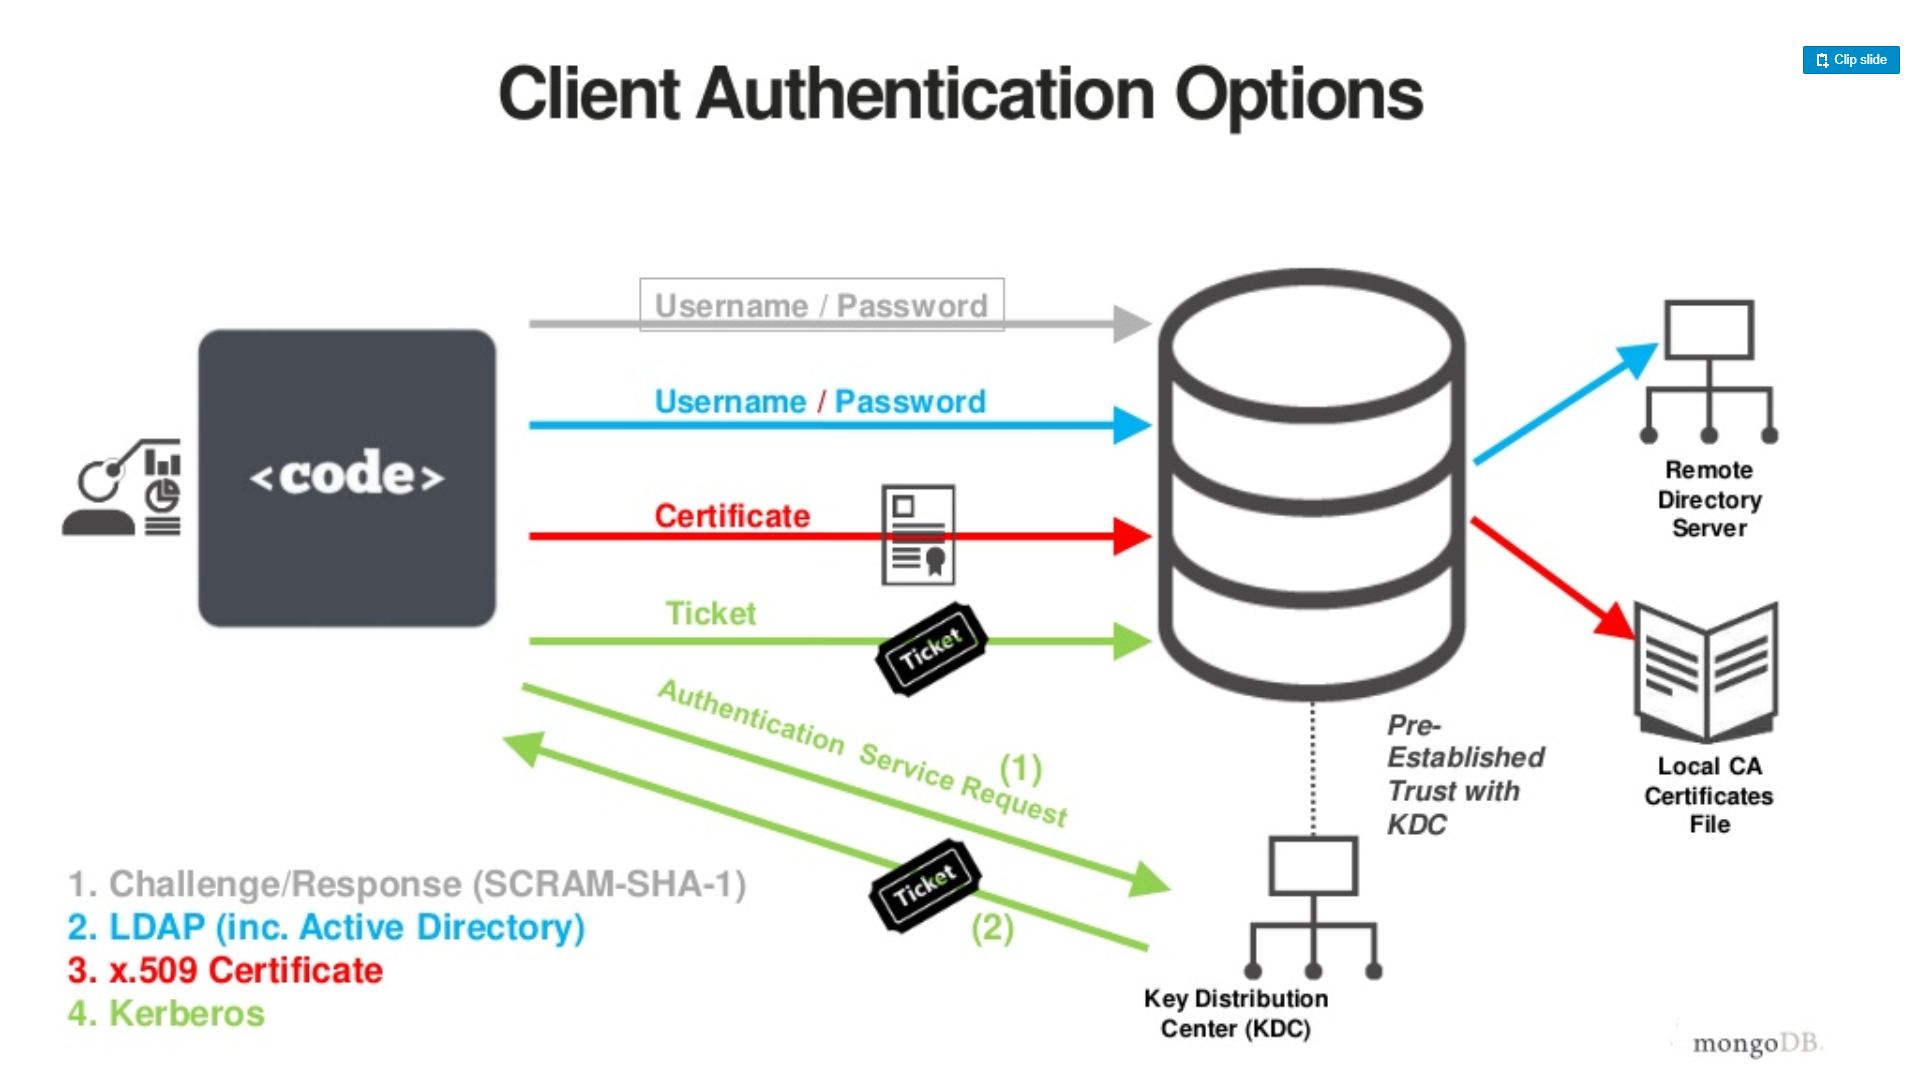 Clip slide
Client Authentication Options
Username / Password
Username / Password
<code>
Certificate
Ticket
Ticket
Authentication Service Request
(1)
Ticket
(2)
Remote
Directory
Server
Pre-
Established
Trust with
KDC
Local CA
Certificates
File
1. Challenge/Response (SCRAM-SHA-1)
2. LDAP (inc. Active Directory)
3. x.509 Certificate
4. Kerberos
Key Distribution
Center (KDC)
mongoDB.